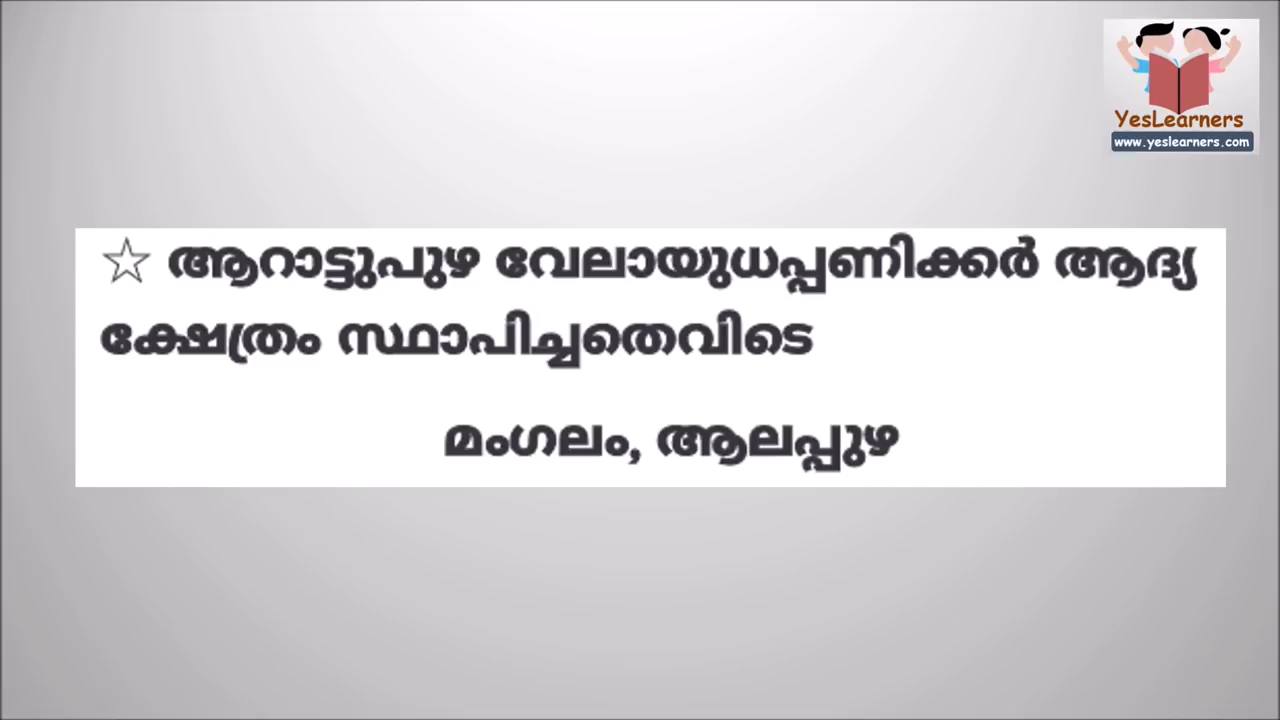 YesLearners
www.yeslearners.com
☆ ആറാട്ടുപുഴ വേലായുധപ്പണിക്കർ ആദ്യ
ക്ഷേത്രം സ്ഥാപിച്ചതെവിടെ
മംഗലം, ആലപ്പുഴ